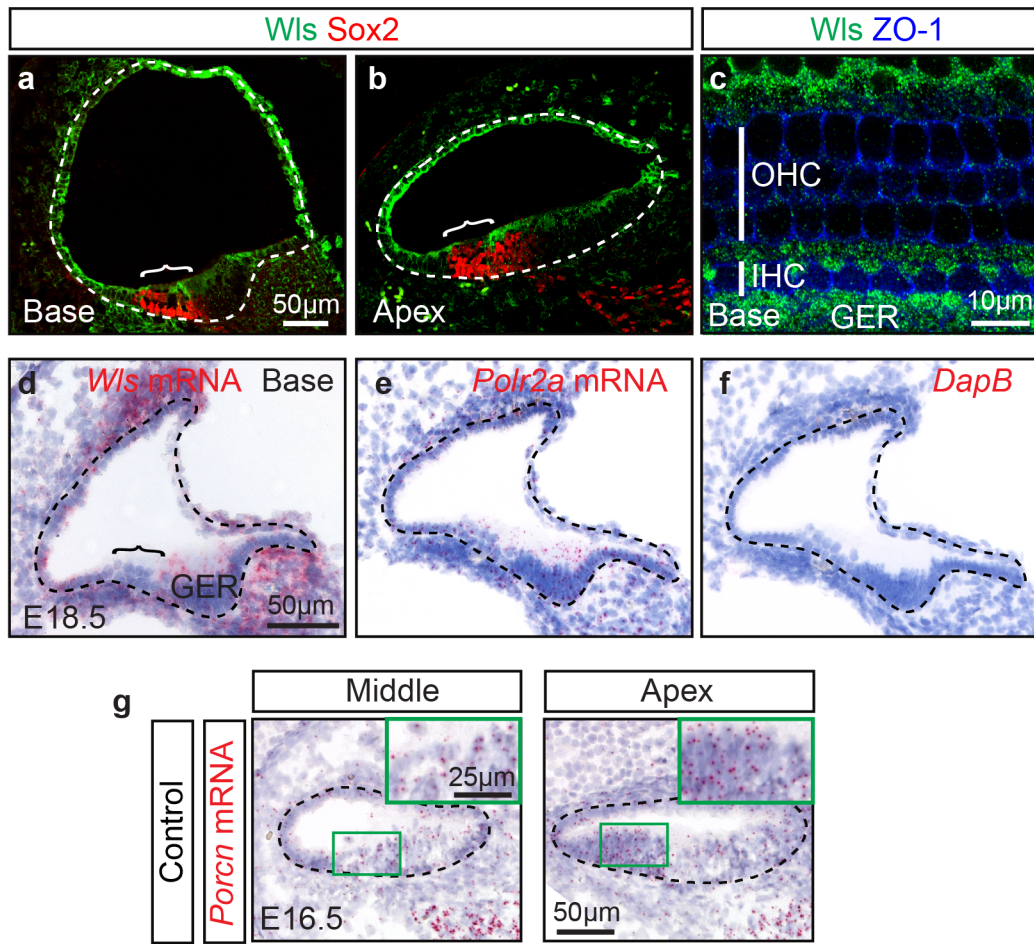 Wls Sox2
Wls ZO-1
a
Base
50µm
b
Apex
c
OHC
IHC
Base
GER
10µm
d
Wls mRNA
Base
GER
E18.5
50µm
e
Polr2a mRNA
f
DapB
g
Middle
Apex
Control
Porcn mRNA
25µm
E16.5
50µm